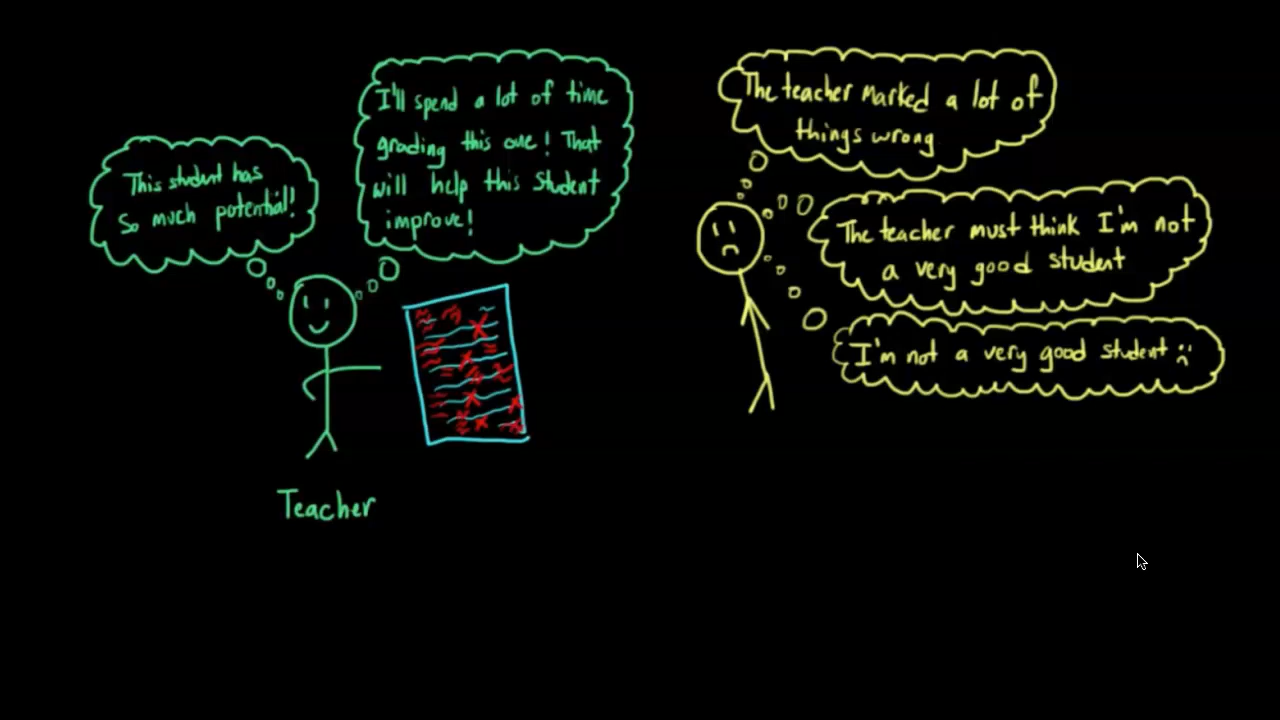 This student has
so much potential!
I'll spend a lot of time
grading this one! That
will help this student
improve!
Teacher
The teacher marked a lot of
things wrong
The teacher must think I'm not
a very good student
I'm not a very good student :(